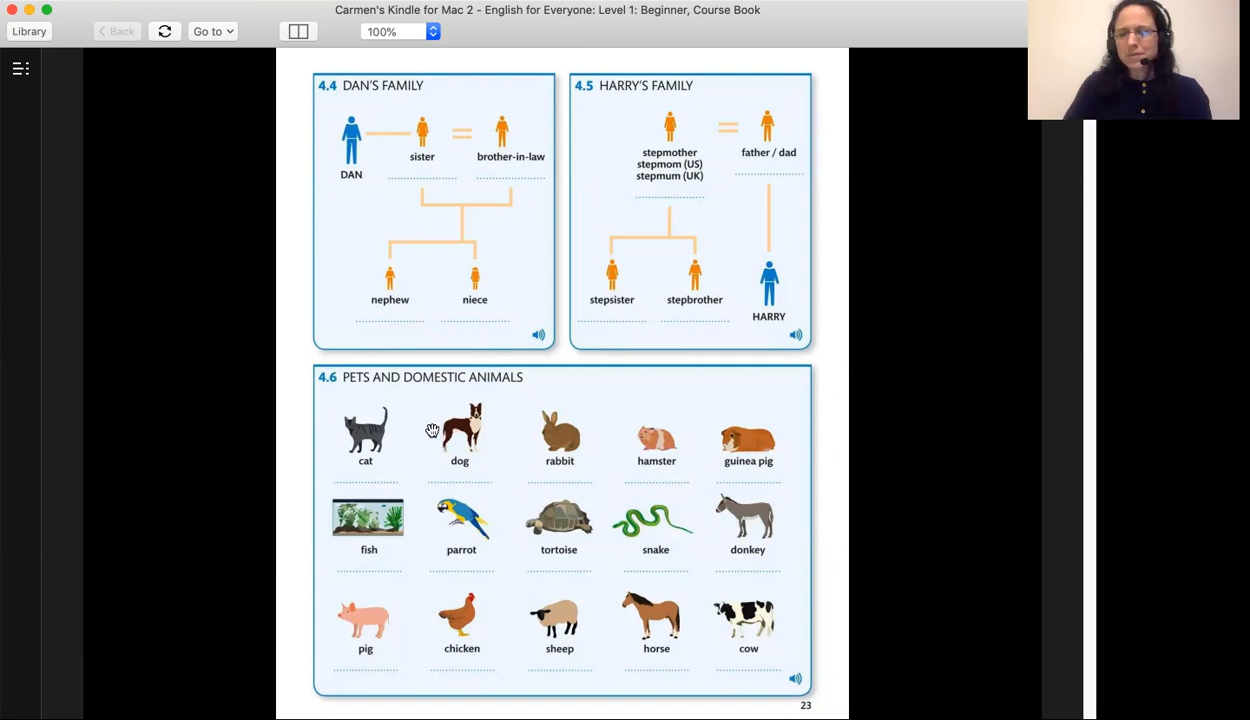 Carmen's Kindle for Mac 2 - English for Everyone: Level 1: Beginner, Course Book
Library
Back
Go to
100%
4.4 DAN'S FAMILY
DAN
sister
brother-in-law
nephew
niece
4.5 HARRY'S FAMILY
stepmother
stepmom (US)
stepmum (UK)
father / dad
stepsister
stepbrother
HARRY
4.6 PETS AND DOMESTIC ANIMALS
cat
dog
rabbit
hamster
guinea pig
fish
parrot
tortoise
snake
donkey
pig
chicken
sheep
horse
cow
23